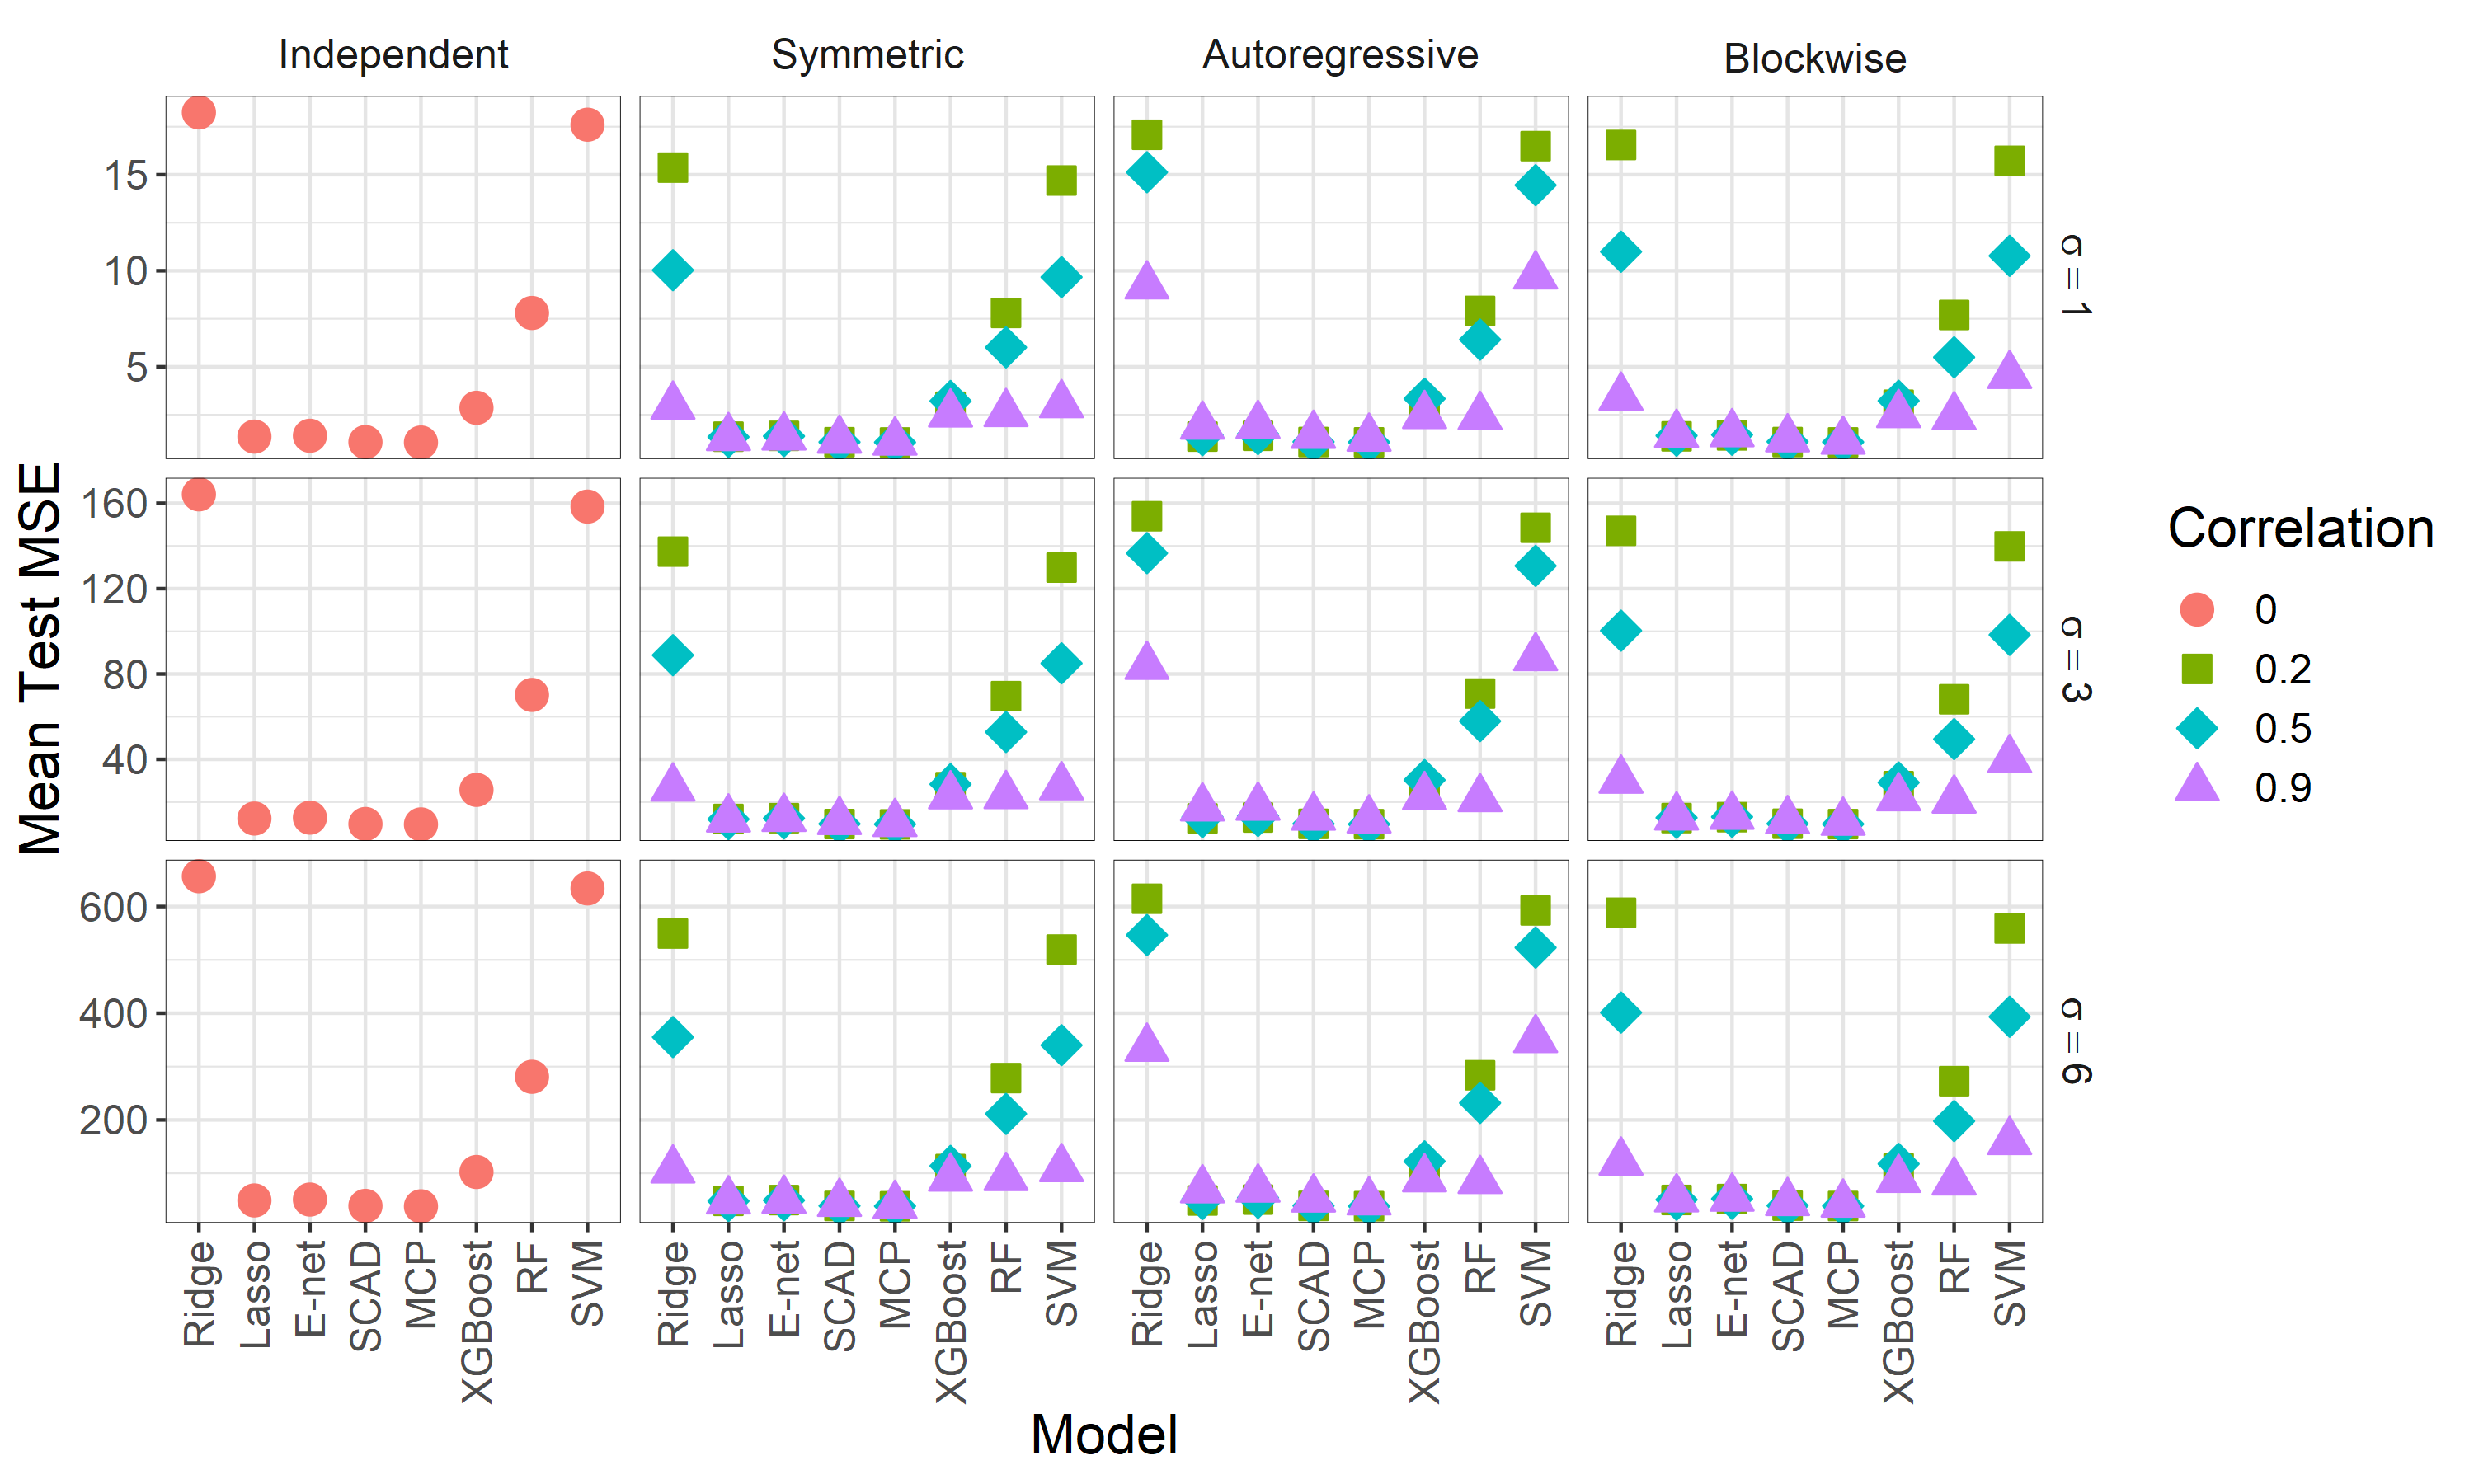 Independent
Symmetric
Autoregressive
Blockwise
15
10
5
σ = 1
160
120
80
40
σ = 3
600
400
200
σ = 6
Mean Test MSE
Ridge
Lasso
E-net
SCAD
MCP
XGBoost
RF
SVM
Ridge
Lasso
E-net
SCAD
MCP
XGBoost
RF
SVM
Ridge
Lasso
E-net
SCAD
MCP
XGBoost
RF
SVM
Ridge
Lasso
E-net
SCAD
MCP
XGBoost
RF
SVM
Model
Correlation
0
0.2
0.5
0.9